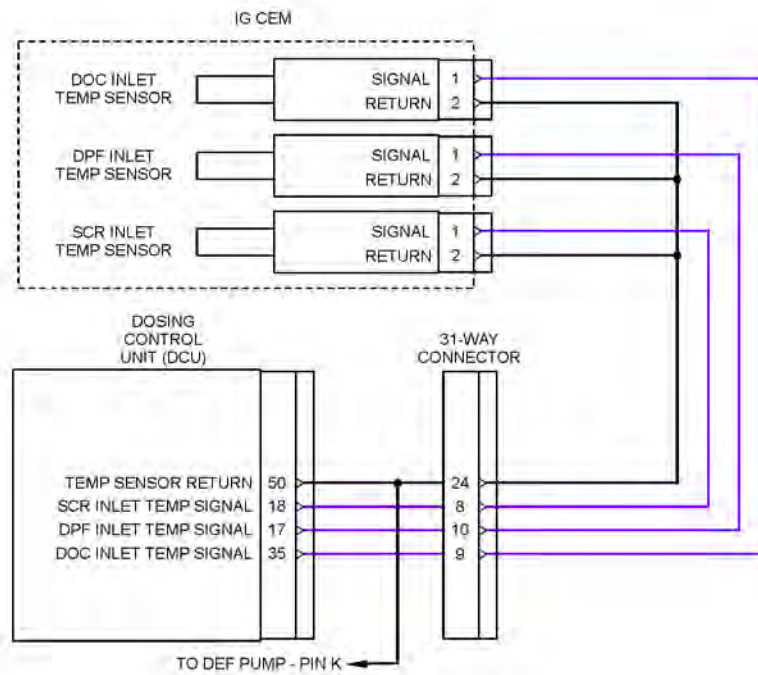 IG CEM
DOC INLET
TEMP SENSOR
SIGNAL 1
RETURN 2
DPF INLET
TEMP SENSOR
SIGNAL 1
RETURN 2
SCR INLET
TEMP SENSOR
SIGNAL 1
RETURN 2
DOSING
CONTROL
UNIT (DCU)
31-WAY
CONNECTOR
TEMP SENSOR RETURN 50 24
SCR INLET TEMP SIGNAL 18 8
DPF INLET TEMP SIGNAL 17 10
DOC INLET TEMP SIGNAL 35 9
TO DEF PUMP - PIN K